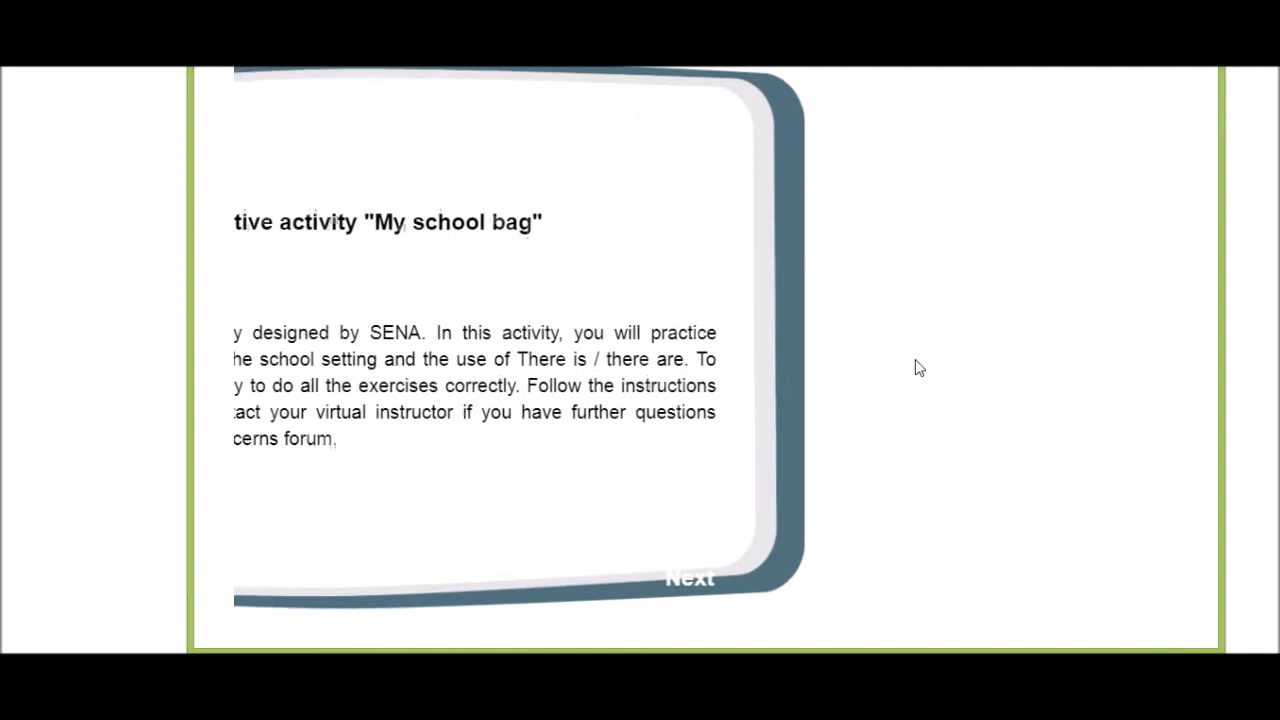 tive activity "My school bag"
y designed by SENA. In this activity, you will practice
he school setting and the use of There is / there are. To
y to do all the exercises correctly. Follow the instructions
tact your virtual instructor if you have further questions
cerns forum.
Next